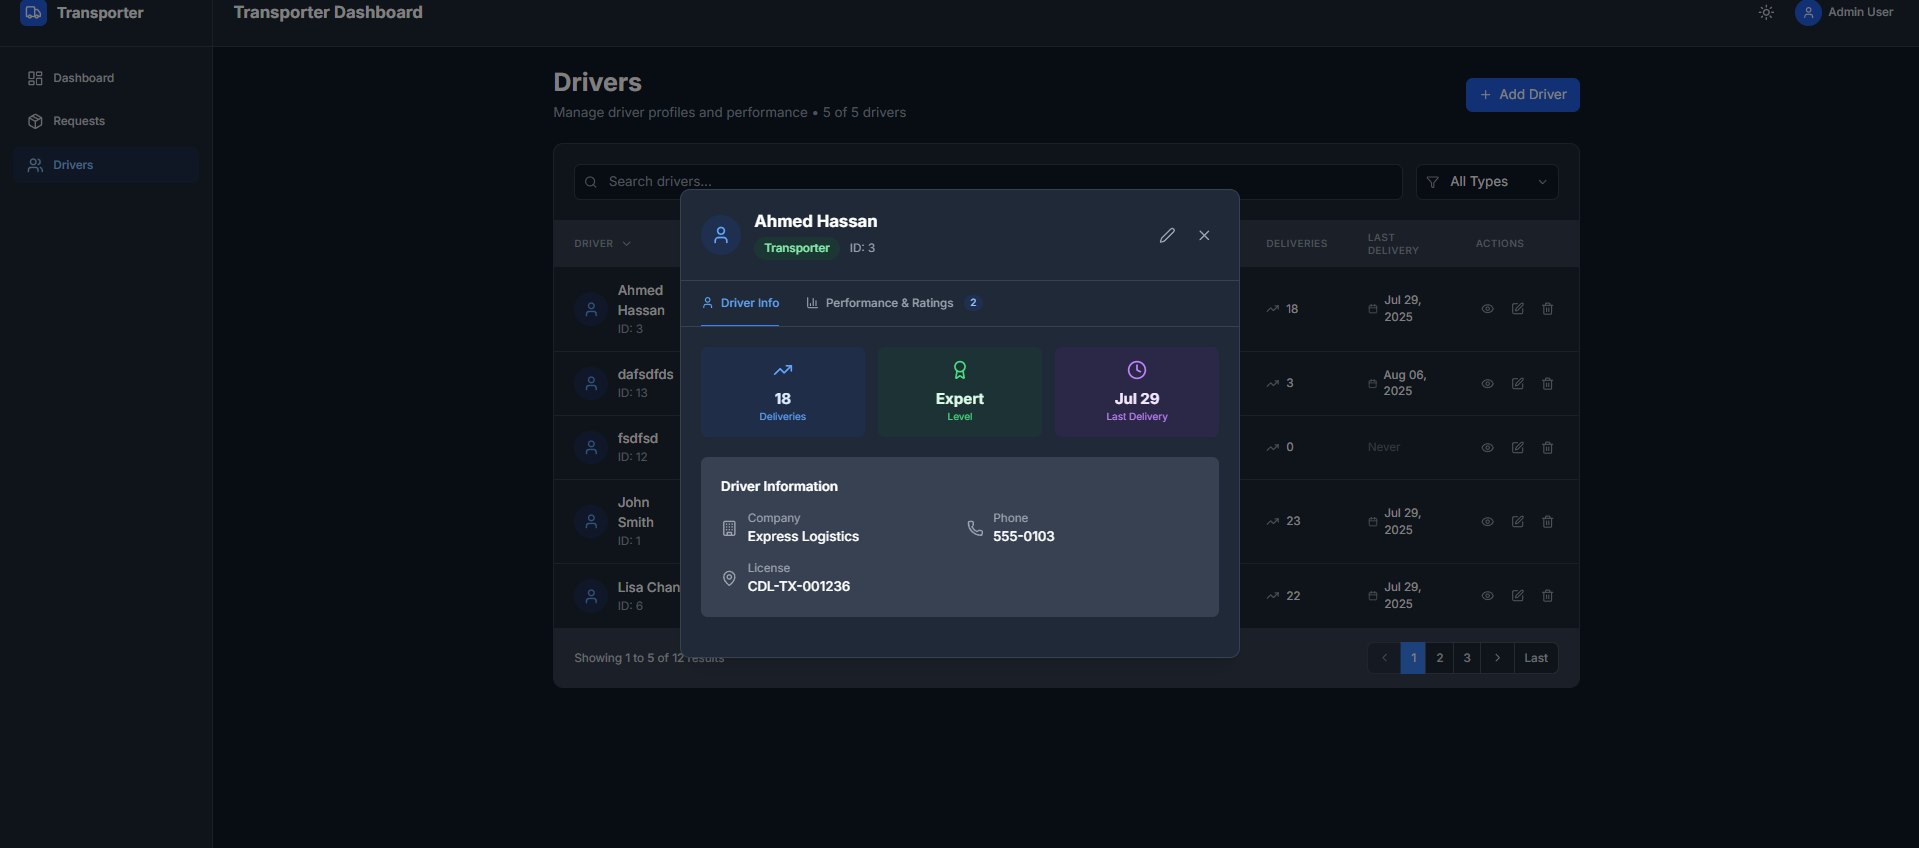 Transporter
Transporter Dashboard
Admin User
Dashboard
Requests
Drivers
Drivers
Manage driver profiles and performance • 5 of 5 drivers
+ Add Driver
Search drivers...
All Types
DRIVER
DELIVERIES
LAST
DELIVERY
ACTIONS
Ahmed
Hassan
ID: 3
18
Jul 29,
2025
dafsdfds
ID: 13
3
Aug 06,
2025
fsdfsd
ID: 12
0
Never
John
Smith
ID: 1
23
Jul 29,
2025
Lisa Chan
ID: 6
22
Jul 29,
2025
Showing 1 to 5 of 12 results
1
2
3
Last
Ahmed Hassan
Transporter
ID: 3
Driver Info
Performance & Ratings 2
18
Deliveries
Expert
Level
Jul 29
Last Delivery
Driver Information
Company
Express Logistics
Phone
555-0103
License
CDL-TX-001236